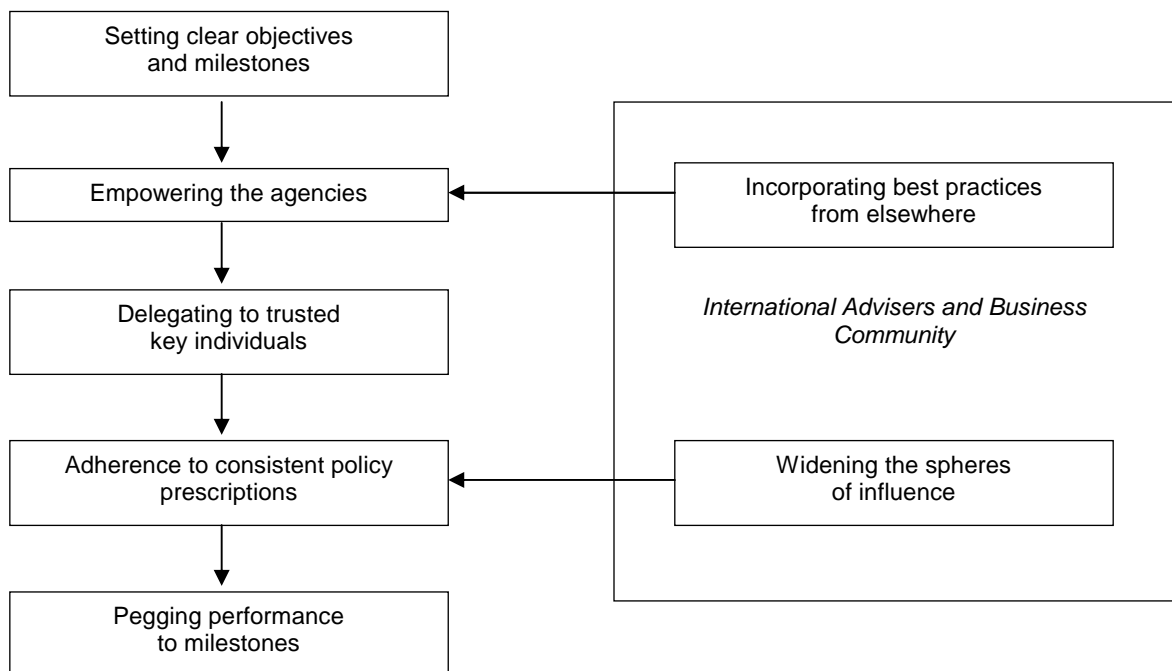 Setting clear objectives
and milestones
Empowering the agencies
Delegating to trusted
key individuals
Adherence to consistent policy
prescriptions
Pegging performance
to milestones
Incorporating best practices
from elsewhere
International Advisers and Business
Community
Widening the spheres
of influence